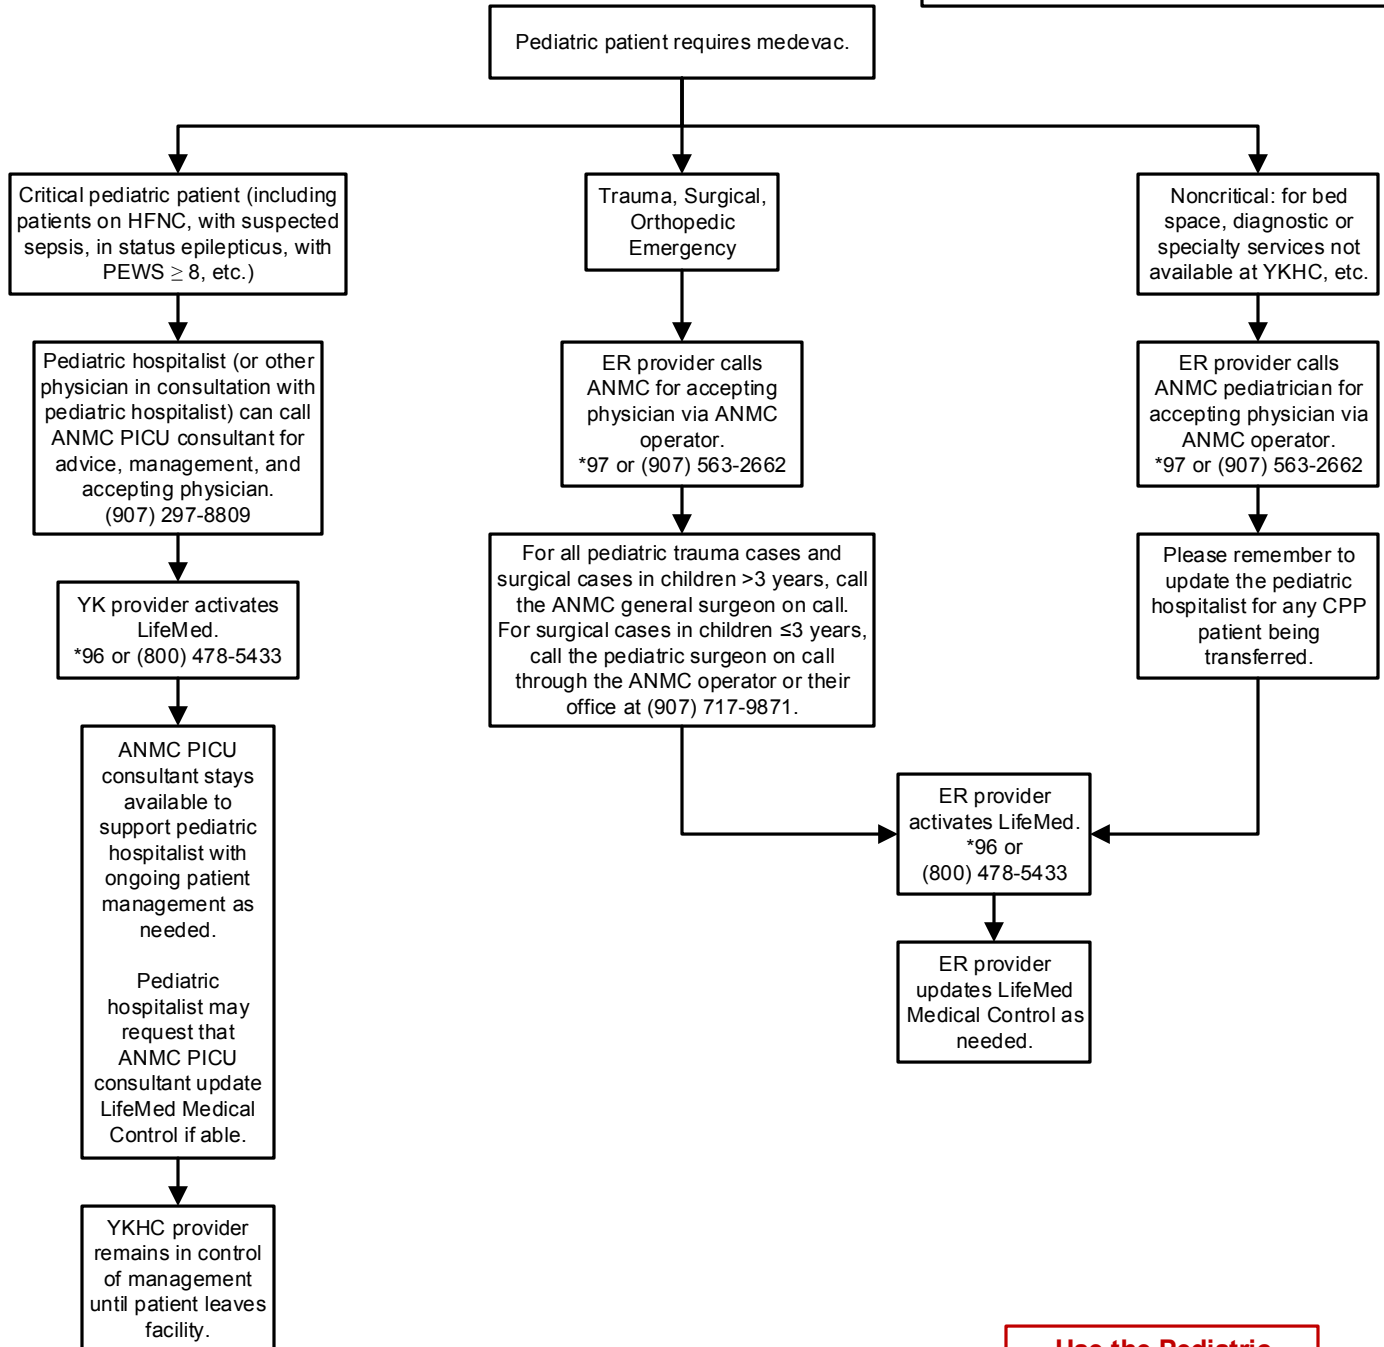 Pediatric patient requires medevac.
Critical pediatric patient (including
patients on HFNC, with suspected
sepsis, in status epilepticus, with
PEWS ≥ 8, etc.)
Pediatric hospitalist (or other
physician in consultation with
pediatric hospitalist) can call
ANMC PICU consultant for
advice, management, and
accepting physician.
(907) 297-8809
YK provider activates
LifeMed.
*96 or (800) 478-5433
ANMC PICU
consultant stays
available to
support pediatric
hospitalist with
ongoing patient
management as
needed.
Pediatric
hospitalist may
request that
ANMC PICU
consultant update
LifeMed Medical
Control if able.
YKHC provider
remains in control
of management
until patient leaves
facility.
Trauma, Surgical,
Orthopedic
Emergency
ER provider calls
ANMC for accepting
physician via ANMC
operator.
*97 or (907) 563-2662
For all pediatric trauma cases and
surgical cases in children >3 years, call
the ANMC general surgeon on call.
For surgical cases in children ≤3 years,
call the pediatric surgeon on call
through the ANMC operator or their
office at (907) 717-9871.
Noncritical: for bed
space, diagnostic or
specialty services not
available at YKHC, etc.
ER provider calls
ANMC pediatrician for
accepting physician via
ANMC operator.
*97 or (907) 563-2662
Please remember to
update the pediatric
hospitalist for any CPP
patient being
transferred.
ER provider
activates LifeMed.
*96 or
(800) 478-5433
ER provider
updates LifeMed
Medical Control as
needed.
Use the Pediatric